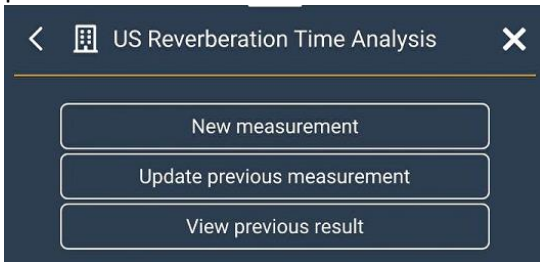 US Reverberation Time Analysis
New measurement
Update previous measurement
View previous result